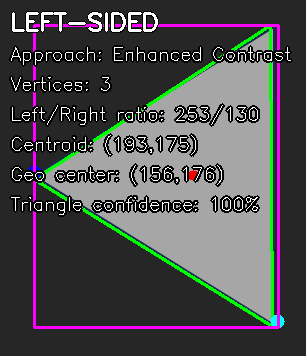 LEFT-SIDED
Approach: Enhanced Contrast
Vertices: 3
Left/Right ratio: 253/130
Centroid: (193,175)
Geo center: (156,176)
Triangle confidence: 100%